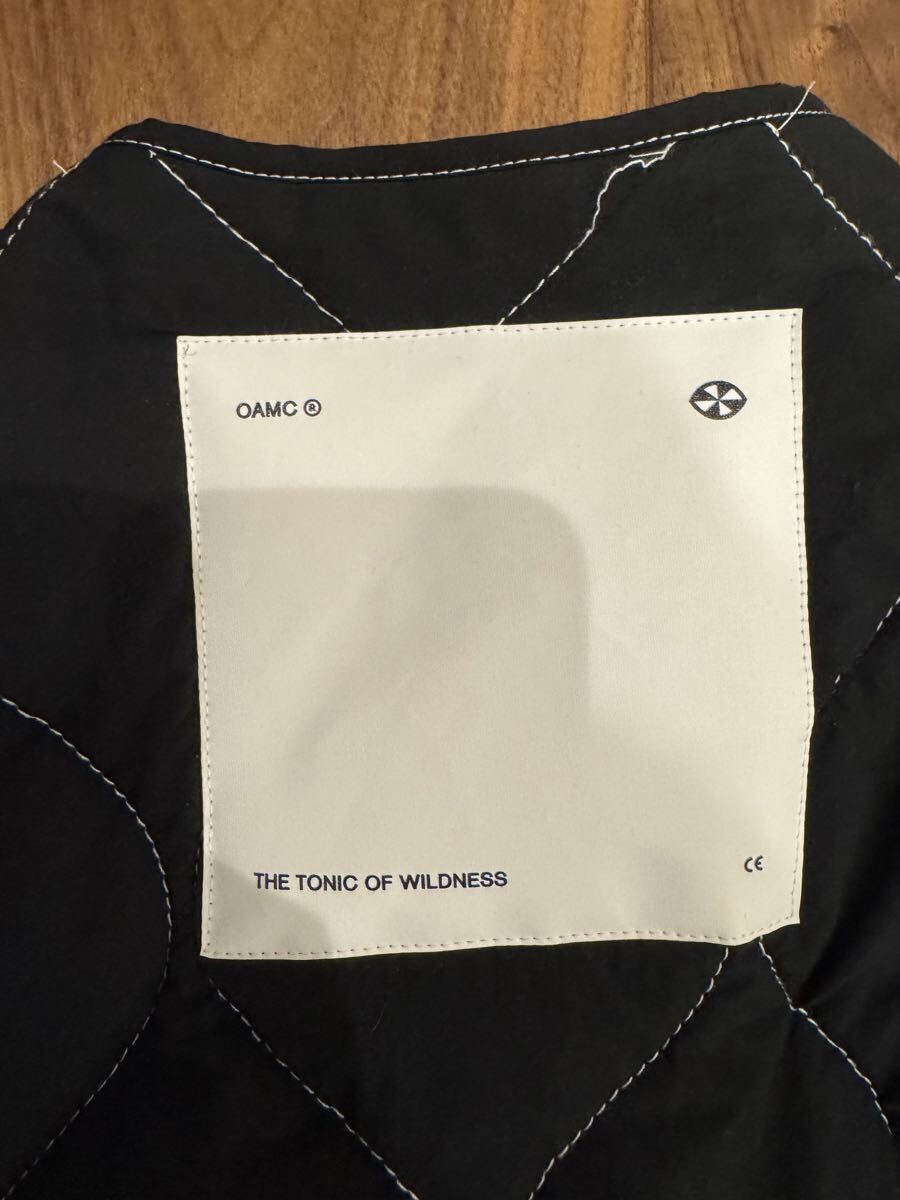 OAMC ®
THE TONIC OF WILDNESS
CE